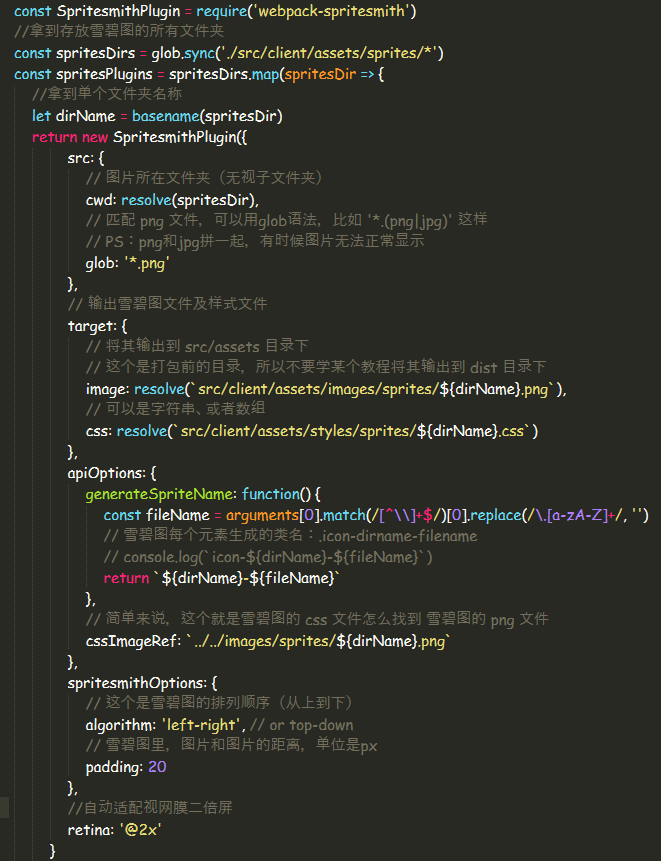 const SpritesmithPlugin = require('webpack-spritesmith')
//拿到存放雪碧图的所有文件夹
const spritesDirs = glob.sync('./src/client/assets/sprites/*')
const spritesPlugins = spritesDirs.map(spritesDir => {
//拿到单个文件夹名称
let dirName = basename(spritesDir)
return new SpritesmithPlugin({
src: {
// 图片所在文件夹（无视子文件夹）
cwd: resolve(spritesDir),
// 匹配 png 文件，可以用glob语法，比如 '*.(png|jpg)' 这样
// PS：png和jpg拼一起，有时候图片无法正常显示
glob: '*.png'
},
// 输出雪碧图文件及样式文件
target: {
// 将其输出到 src/assets 目录下
// 这个是打包前的目录，所以不要学某个教程将其输出到 dist 目录下
image: resolve(`src/client/assets/images/sprites/${dirName}.png`),
// 可以是字符串、或者数组
css: resolve(`src/client/assets/styles/sprites/${dirName}.css`)
},
apiOptions: {
generateSpriteName: function() {
const fileName = arguments[0].match(/[^\\]+$/)[0].replace(/\.[a-zA-Z]+/, '')
// 雪碧图每个元素生成的类名：.icon-dirname-filename
// console.log(`icon-${dirName}-${fileName}`)
return `${dirName}-${fileName}`
},
// 简单来说，这个就是雪碧图的 css 文件怎么找到 雪碧图的 png 文件
cssImageRef: `../../images/sprites/${dirName}.png`
},
spritesmithOptions: {
// 这个是雪碧图的排列顺序（从上到下）
algorithm: 'left-right', // or top-down
// 雪碧图里，图片和图片的距离，单位是px
padding: 20
},
//自动适配视网膜二倍屏
retina: '@2x'
}